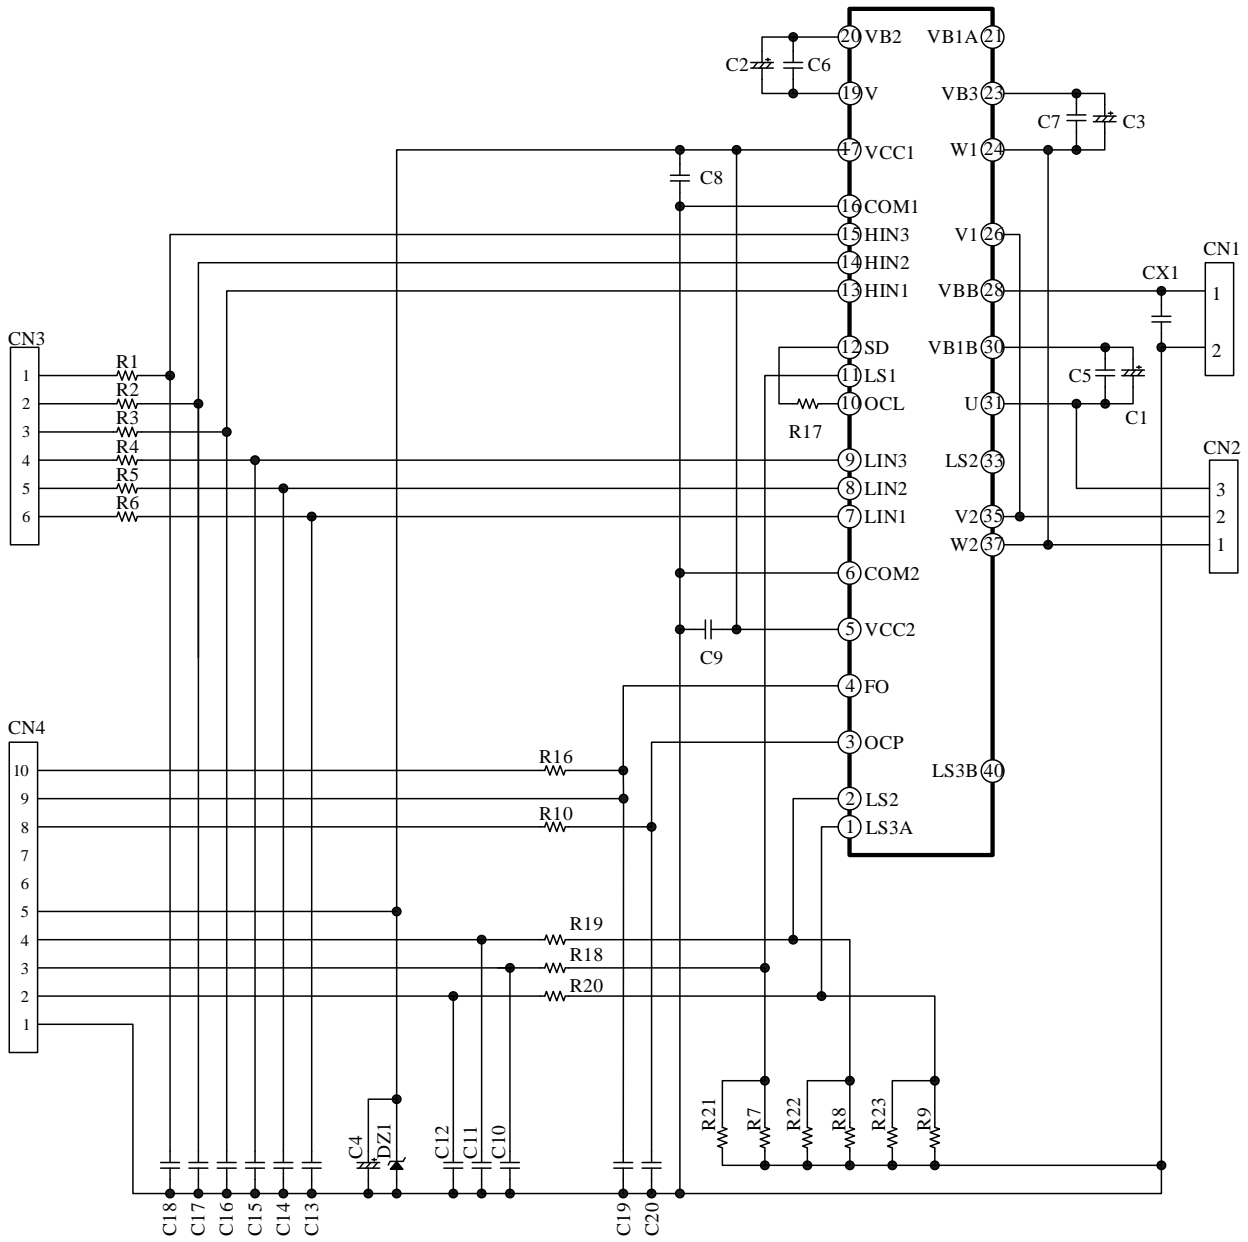 20 VB2 VB1A 21
C2 C6
19 V VB3 23
C7 C3
17 VCC1 W1 24
C8
16 COM1
15 HIN3 V1 26
CN1
14 HIN2
CX1
13 HIN1 VBB 28 1
CN3
12 SD VB1B 30 2
1 R1 11 LS1 C5
2 R2 10 OCL U 31
R17 C1
3 R3
CN2
4 R4 9 LIN3 LS2 33
5 R5 8 LIN2 3
6 R6 7 LIN1 V2 35 2
W2 37 1
6 COM2
5 VCC2
C9
4 FO
CN4
3 OCP
10 R16 LS3B 40
9 2 LS2
8 R10 1 LS3A
7
6
5
4 R19
3 R18
2 R20
1
R21 R7 R22 R8 R23 R9
C4 DZ1 C12 C11 C10
C18 C17 C16 C15 C14 C13 C19 C20